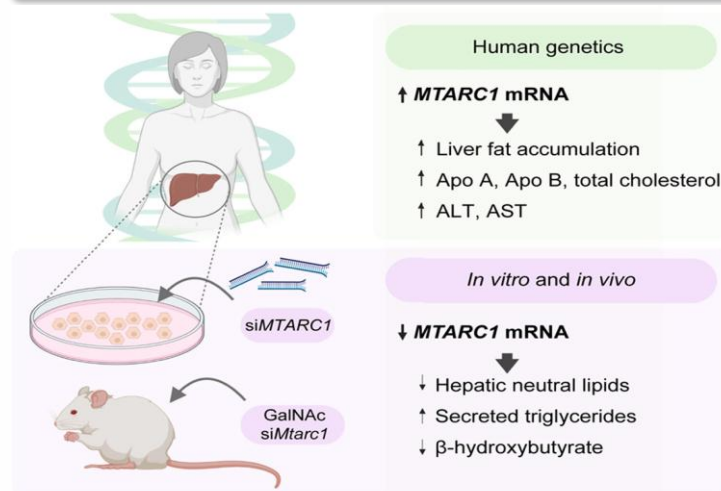 Human genetics
↑ MTARC1 mRNA
↑ Liver fat accumulation
↑ Apo A, Apo B, total cholesterol
↑ ALT, AST
siMTARC1
GalNAc
siMtarc1
In vitro and in vivo
↓ MTARC1 mRNA
↓ Hepatic neutral lipids
↑ Secreted triglycerides
↓ β-hydroxybutyrate